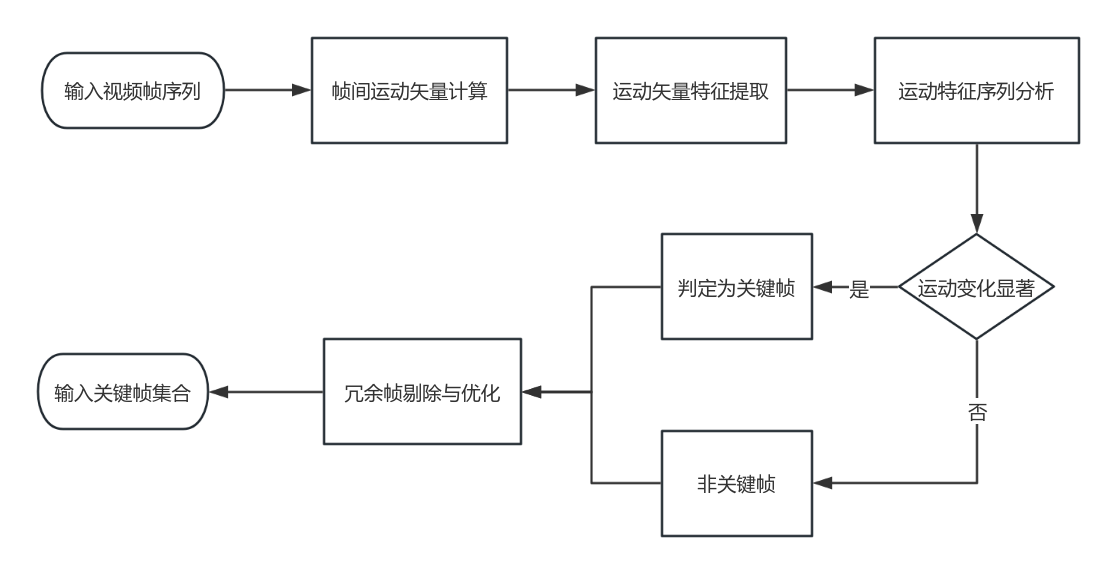 输入视频帧序列
帧间运动矢量计算
运动矢量特征提取
运动特征序列分析
运动变化显著
是
判定为关键帧
否
非关键帧
冗余帧剔除与优化
输入关键帧集合